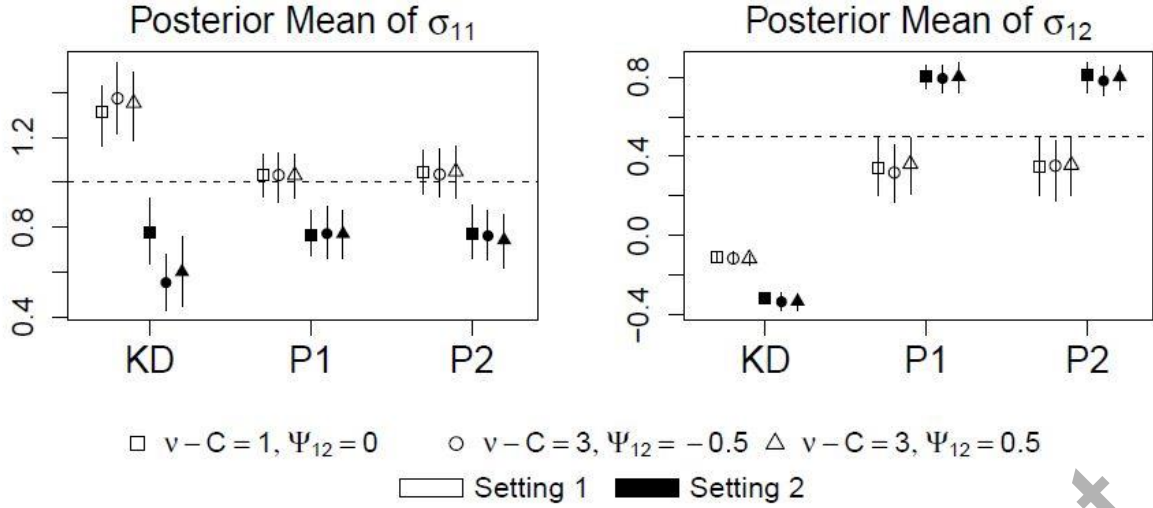 Posterior Mean of σ11
Posterior Mean of σ12
1.2
0.8
0.4
KD P1 P2
0.8
0.4
0.0
−0.4
KD P1 P2
ν − C = 1, Ψ12 = 0 ν − C = 3, Ψ12 = −0.5 ν − C = 3, Ψ12 = 0.5
Setting 1 Setting 2